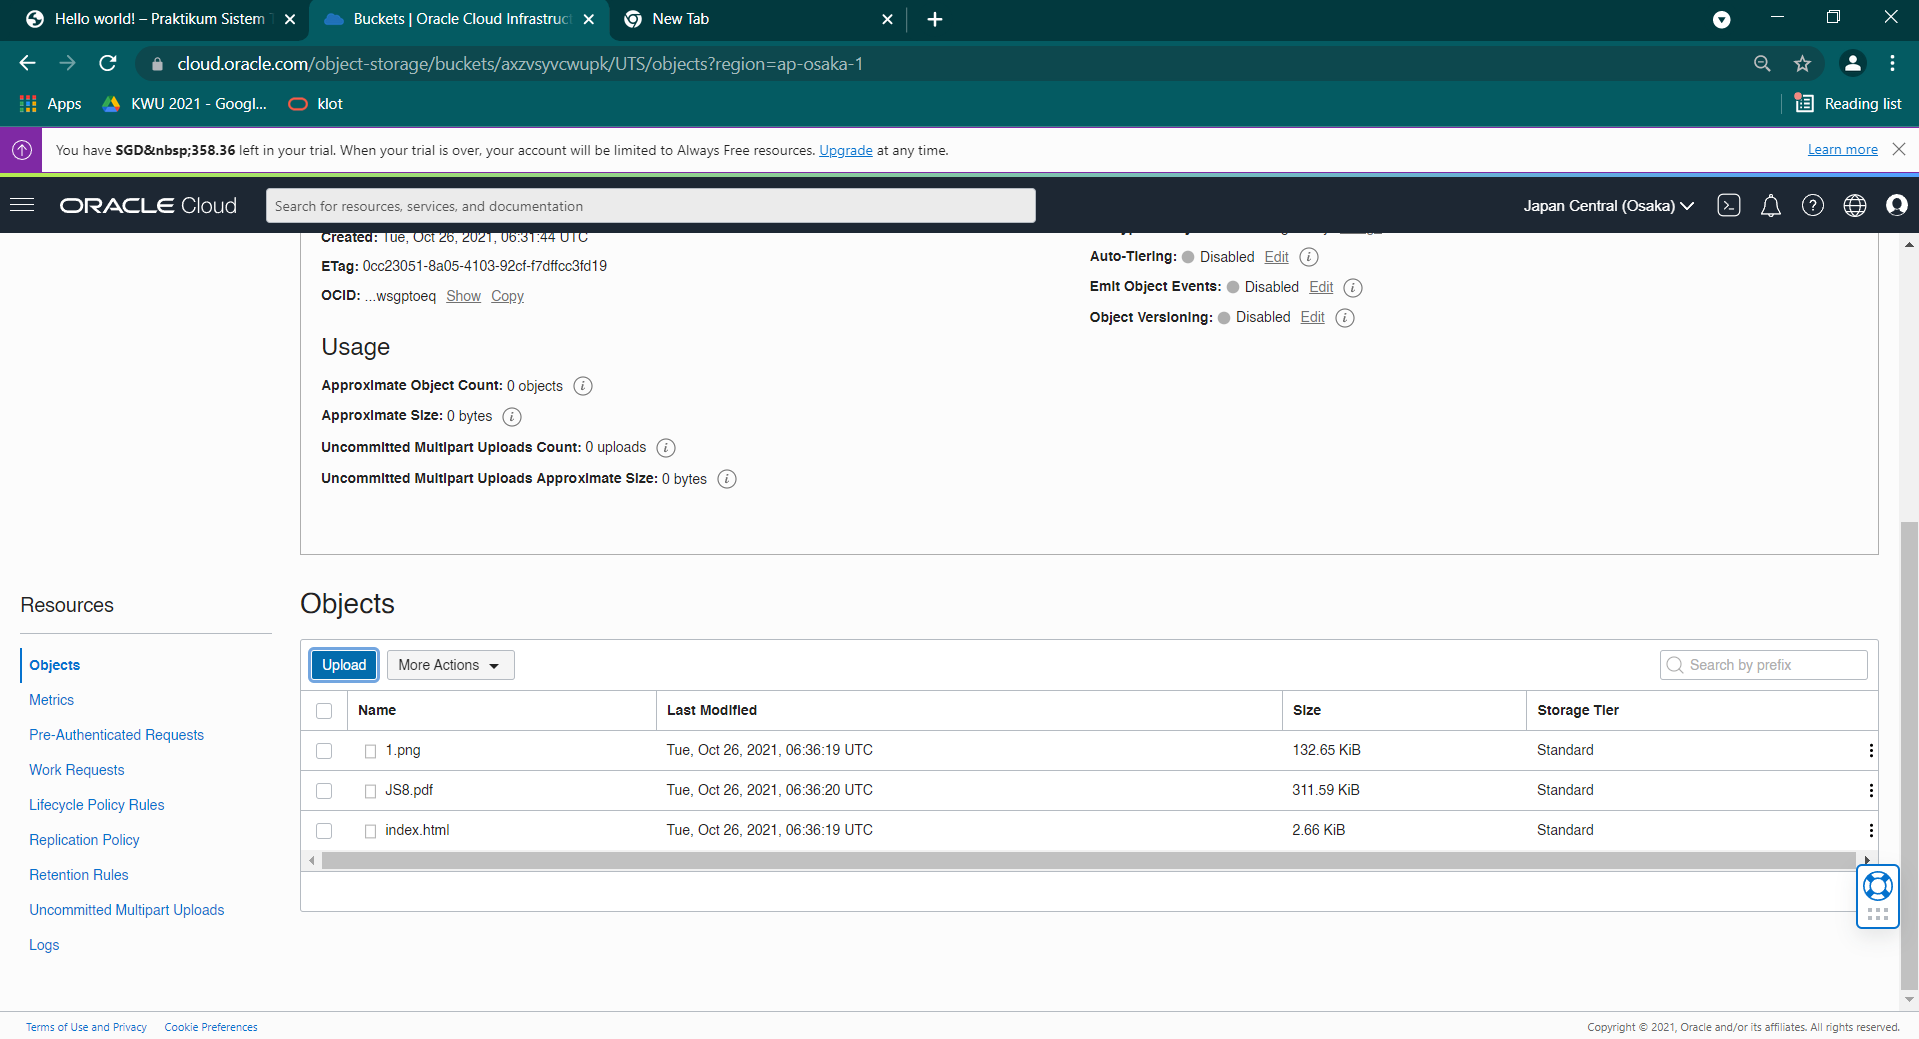 Hello world! – Praktikum Sistem
Buckets | Oracle Cloud Infrastruct
New Tab
cloud.oracle.com/object-storage/buckets/axzvsyvcwupk/UTS/objects?region=ap-osaka-1
Apps
KWU 2021 - Googl...
klot
Reading list
You have SGD&nbsp;358.36 left in your trial. When your trial is over, your account will be limited to Always Free resources. Upgrade at any time.
Learn more
ORACLE Cloud
Search for resources, services, and documentation
Japan Central (Osaka)
Created: Tue, Oct 26, 2021, 06:31:44 UTC
ETag: 0cc23051-8a05-4103-92cf-f7dffcc3fd19
OCID: ...wsgptoeq Show Copy
Auto-Tiering: Disabled Edit
Emit Object Events: Disabled Edit
Object Versioning: Disabled Edit
Usage
Approximate Object Count: 0 objects
Approximate Size: 0 bytes
Uncommitted Multipart Uploads Count: 0 uploads
Uncommitted Multipart Uploads Approximate Size: 0 bytes
Resources
Objects
Metrics
Pre-Authenticated Requests
Work Requests
Lifecycle Policy Rules
Replication Policy
Retention Rules
Uncommitted Multipart Uploads
Logs
Objects
Upload
More Actions
Search by prefix
Name Last Modified Size Storage Tier
1.png Tue, Oct 26, 2021, 06:36:19 UTC 132.65 KiB Standard
JS8.pdf Tue, Oct 26, 2021, 06:36:20 UTC 311.59 KiB Standard
index.html Tue, Oct 26, 2021, 06:36:19 UTC 2.66 KiB Standard
Terms of Use and Privacy
Cookie Preferences
Copyright © 2021, Oracle and/or its affiliates. All rights reserved.